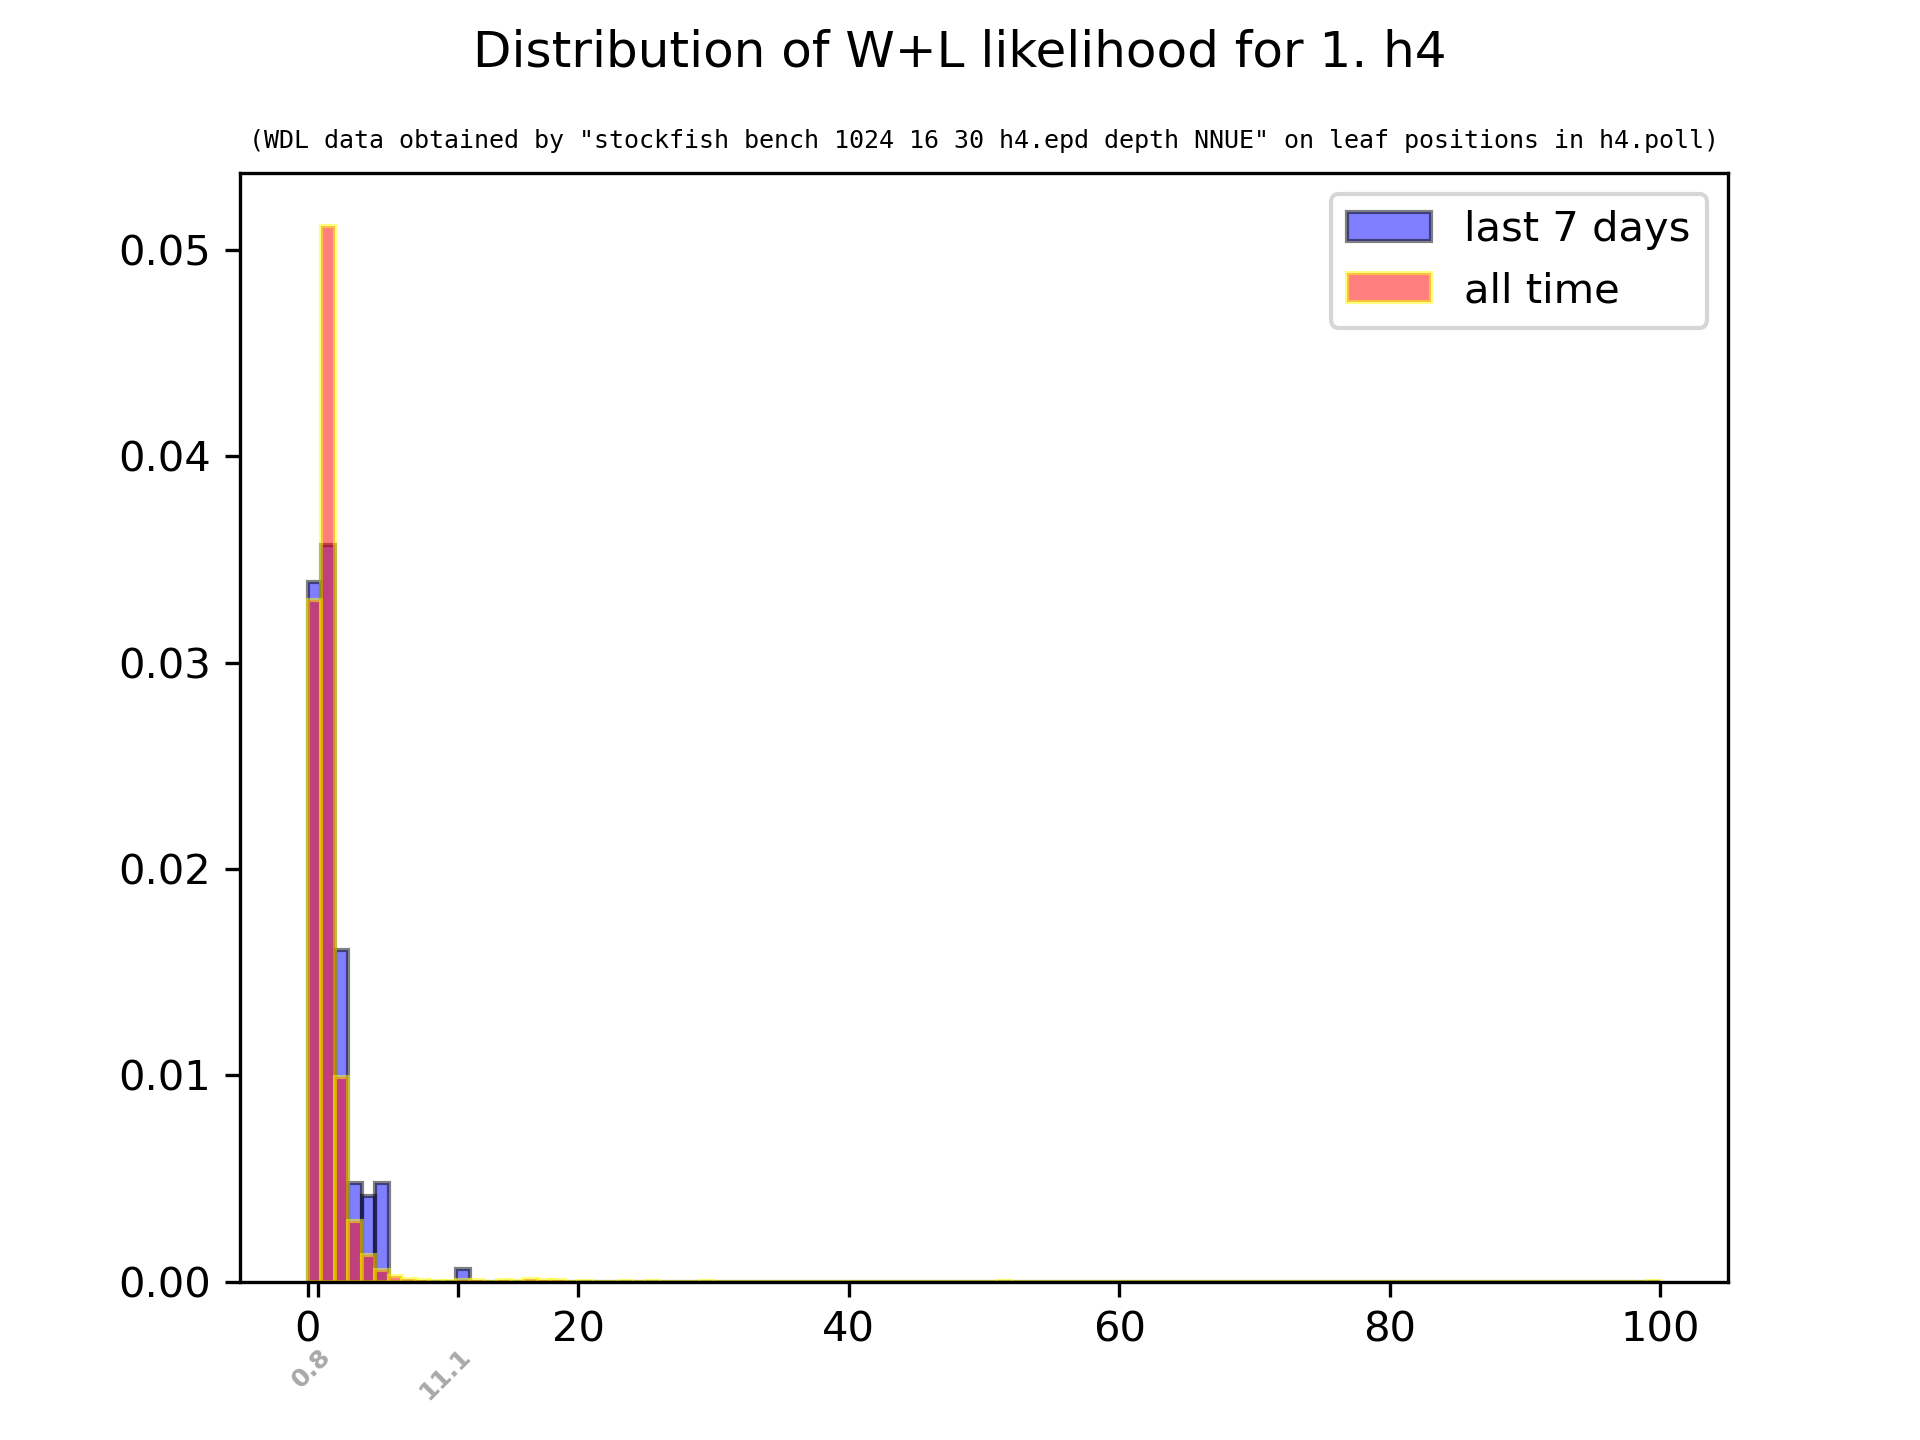 Distribution of W+L likelihood for 1. h4
(WDL data obtained by "stockfish bench 1024 16 30 h4.epd depth NNUE" on leaf positions in h4.poll)
last 7 days
all time
0.05
0.04
0.03
0.02
0.01
0.00
0 20 40 60 80 100
0.8 11.1